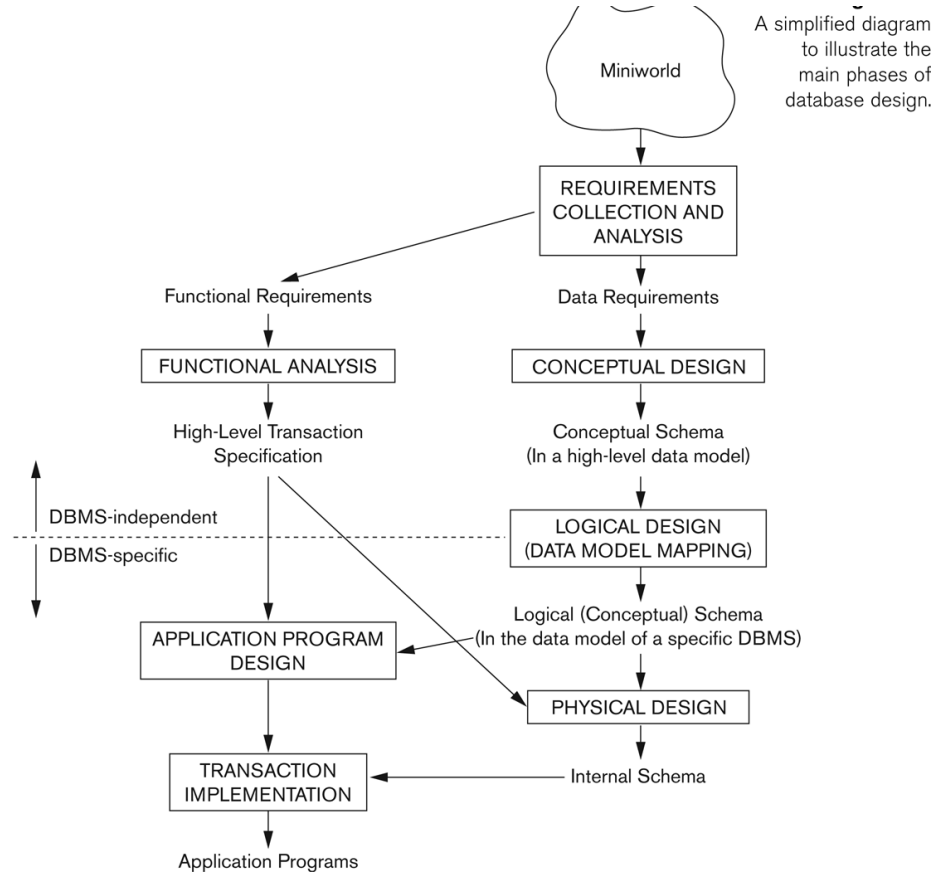 A simplified diagram
to illustrate the
main phases of
database design.
Miniworld
REQUIREMENTS
COLLECTION AND
ANALYSIS
Functional Requirements
Data Requirements
FUNCTIONAL ANALYSIS
CONCEPTUAL DESIGN
High-Level Transaction
Specification
Conceptual Schema
(In a high-level data model)
DBMS-independent
LOGICAL DESIGN
(DATA MODEL MAPPING)
DBMS-specific
Logical (Conceptual) Schema
(In the data model of a specific DBMS)
APPLICATION PROGRAM
DESIGN
PHYSICAL DESIGN
TRANSACTION
IMPLEMENTATION
Internal Schema
Application Programs